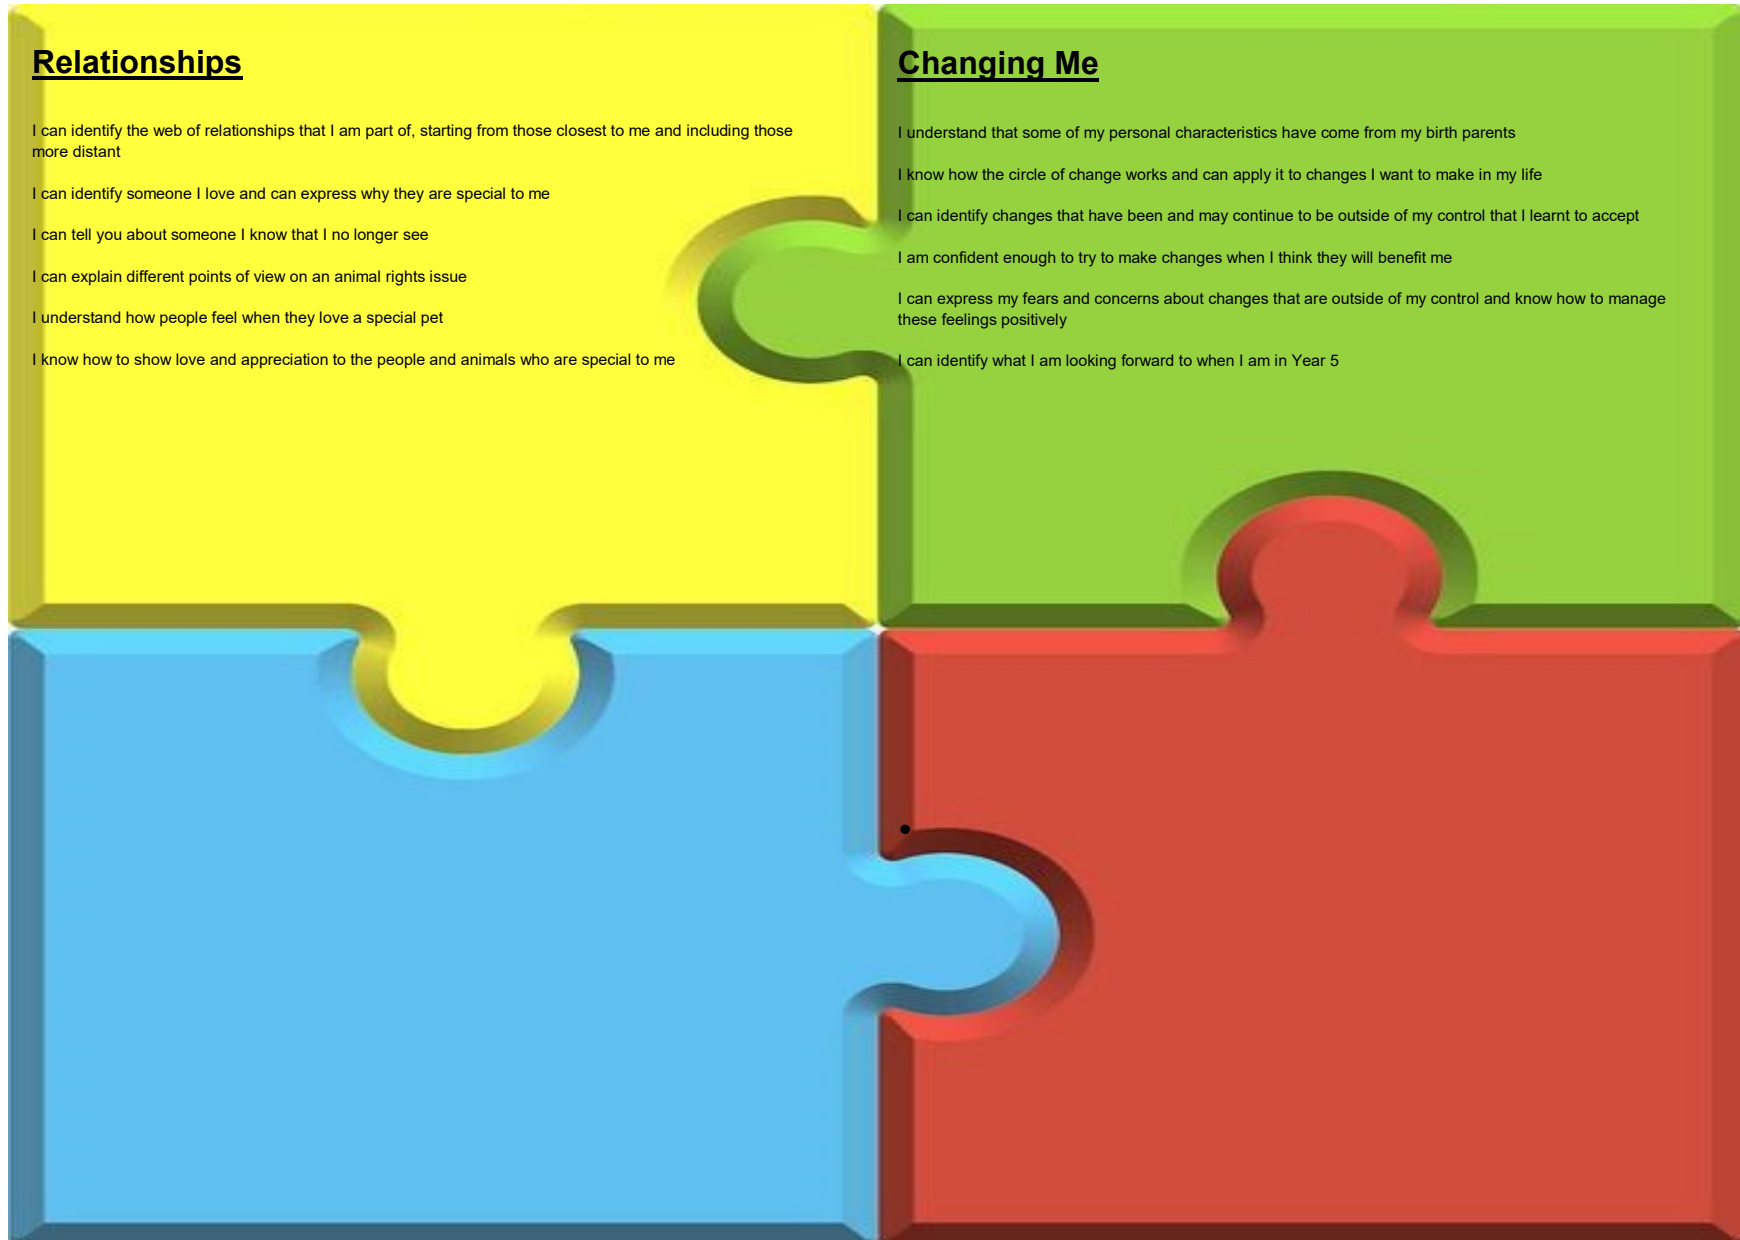 Relationships
I can identify the web of relationships that I am part of, starting from those closest to me and including those
more distant
I can identify someone I love and can express why they are special to me
I can tell you about someone I know that I no longer see
I can explain different points of view on an animal rights issue
I understand how people feel when they love a special pet
I know how to show love and appreciation to the people and animals who are special to me
Changing Me
I understand that some of my personal characteristics have come from my birth parents
I know how the circle of change works and can apply it to changes I want to make in my life
I can identify changes that have been and may continue to be outside of my control that I learnt to accept
I am confident enough to try to make changes when I think they will benefit me
I can express my fears and concerns about changes that are outside of my control and know how to manage
these feelings positively
I can identify what I am looking forward to when I am in Year 5
•